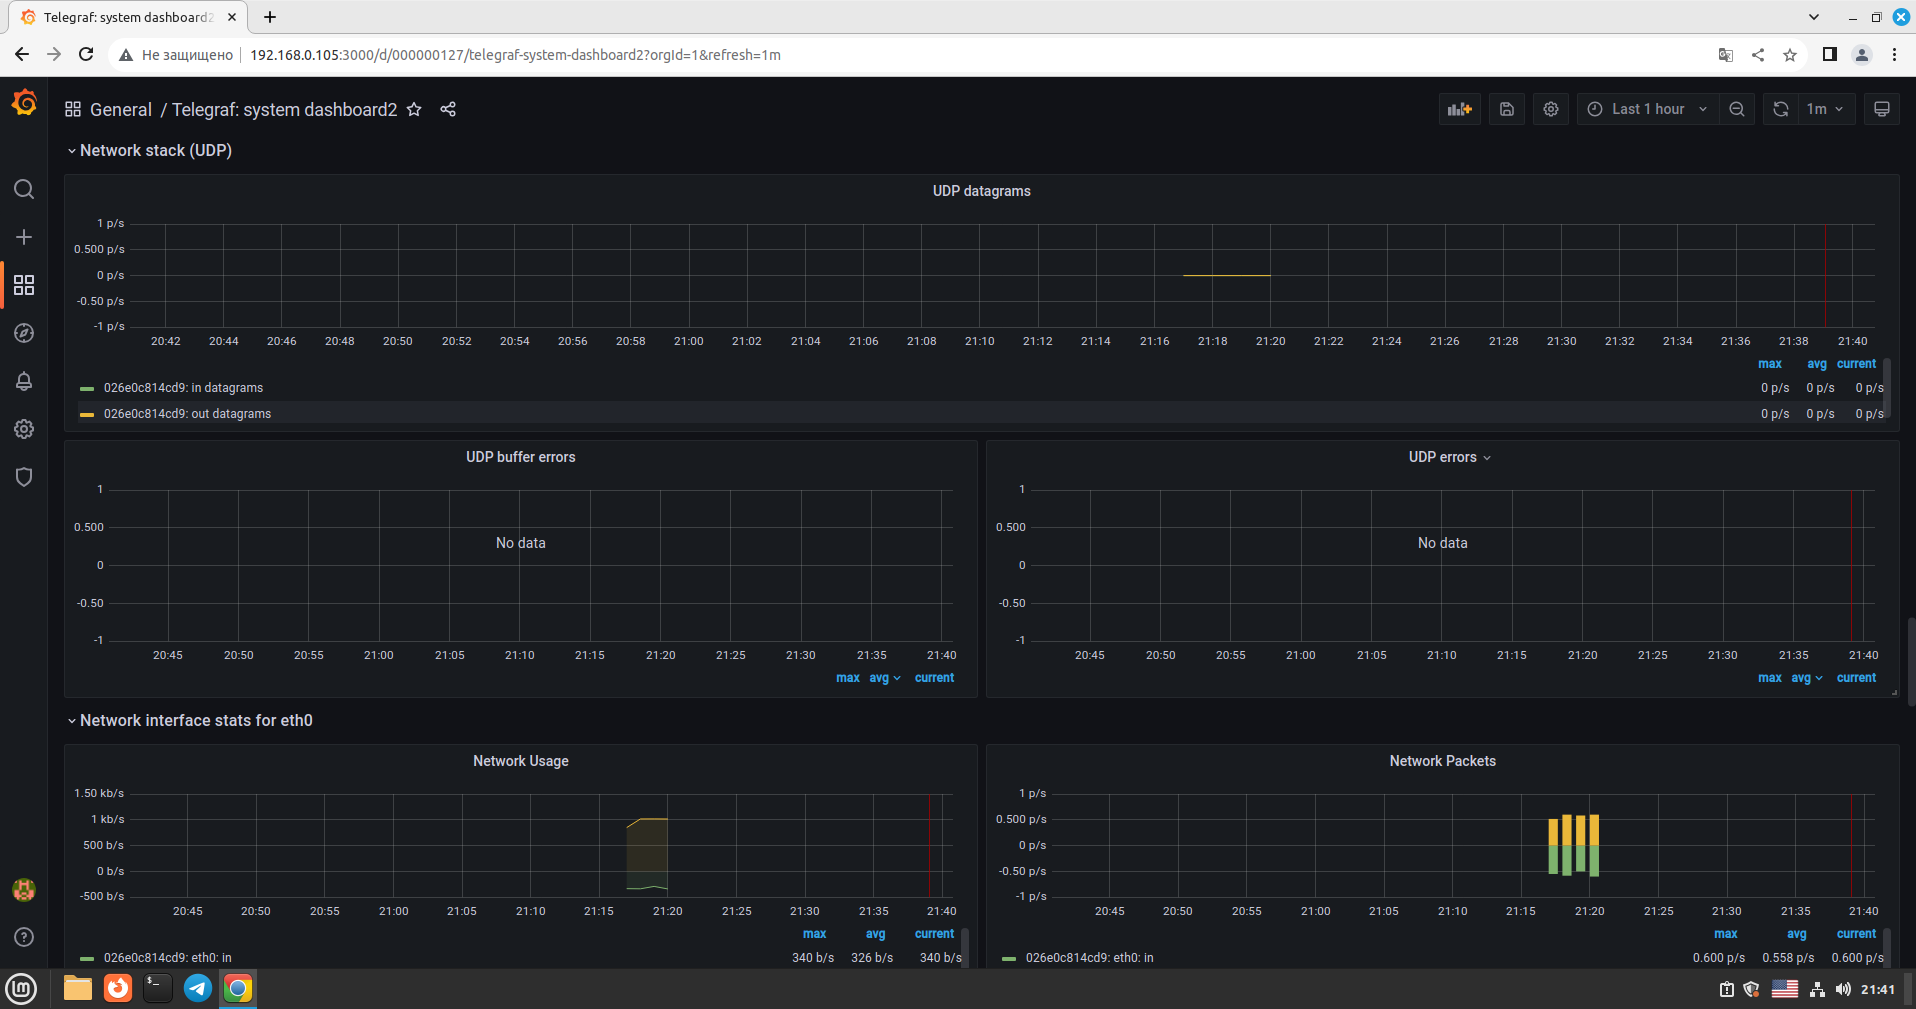 Telegraf: system dashboard2
Не защищено
192.168.0.105:3000/d/000000127/telegraf-system-dashboard2?orgId=1&refresh=1m
General / Telegraf: system dashboard2
Last 1 hour
1m
Network stack (UDP)
UDP datagrams
1 p/s
0.500 p/s
0 p/s
-0.50 p/s
-1 p/s
20:42 20:44 20:46 20:48 20:50 20:52 20:54 20:56 20:58 21:00 21:02 21:04 21:06 21:08 21:10 21:12 21:14 21:16 21:18 21:20 21:22 21:24 21:26 21:28 21:30 21:32 21:34 21:36 21:38 21:40
max avg current
026e0c814cd9: in datagrams 0 p/s 0 p/s 0 p/s
026e0c814cd9: out datagrams 0 p/s 0 p/s 0 p/s
UDP buffer errors
1
0.500
No data
0
-0.50
-1
20:45 20:50 20:55 21:00 21:05 21:10 21:15 21:20 21:25 21:30 21:35 21:40
max avg current
UDP errors
1
0.500
No data
0
-0.50
-1
20:45 20:50 20:55 21:00 21:05 21:10 21:15 21:20 21:25 21:30 21:35 21:40
max avg current
Network interface stats for eth0
Network Usage
1.50 kb/s
1 kb/s
500 b/s
0 b/s
-500 b/s
20:45 20:50 20:55 21:00 21:05 21:10 21:15 21:20 21:25 21:30 21:35 21:40
max avg current
026e0c814cd9: eth0: in 340 b/s 326 b/s 340 b/s
Network Packets
1 p/s
0.500 p/s
0 p/s
-0.50 p/s
-1 p/s
20:45 20:50 20:55 21:00 21:05 21:10 21:15 21:20 21:25 21:30 21:35 21:40
max avg current
026e0c814cd9: eth0: in 0.600 p/s 0.558 p/s 0.600 p/s
21:41